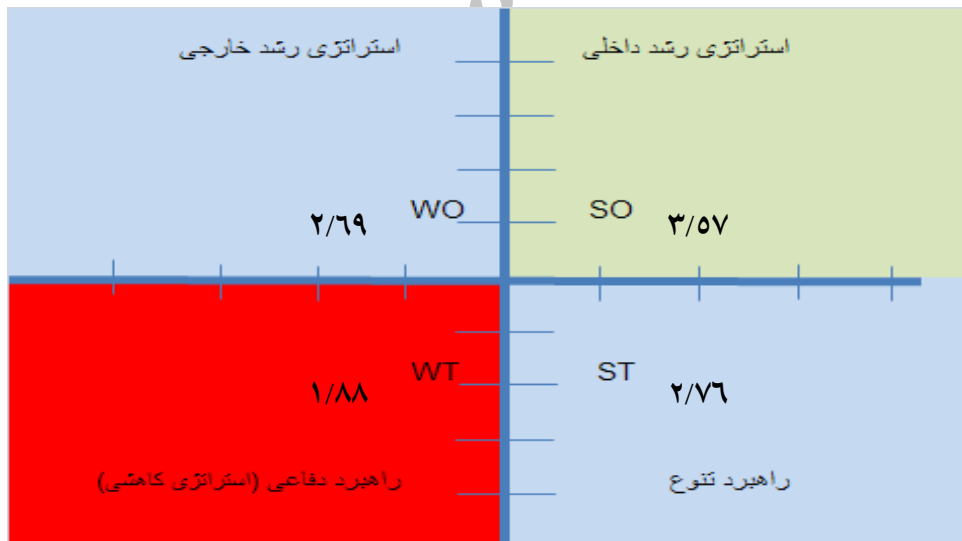 استراتژی رشد داخلی
استراتژی رشد خارجی
SO
۳/۵۷
WO
۲/۶۹
ST
۲/۷۶
WT
۱/۸۸
راهبرد تنوع
راهبرد دفاعی (استراتژی کاهشی)